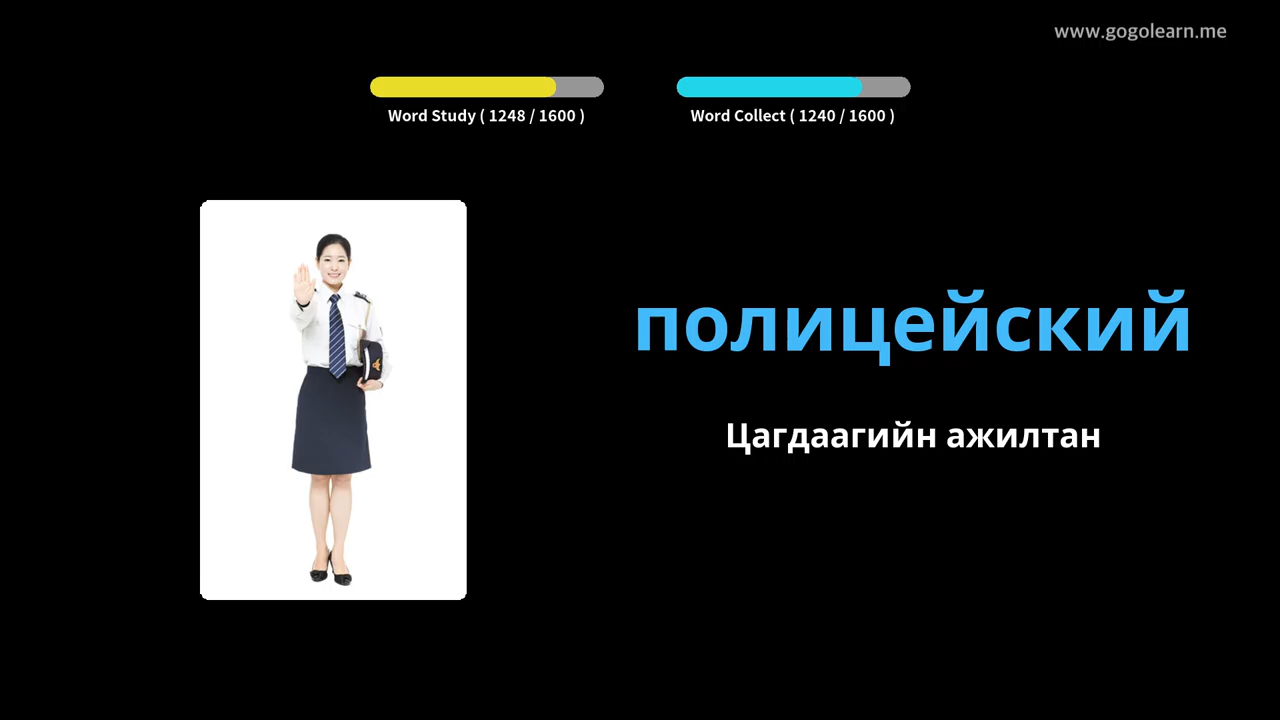 www.gogolearn.me
Word Study ( 1248 / 1600 )
Word Collect ( 1240 / 1600 )
полицейский
Цагдаагийн ажилтан